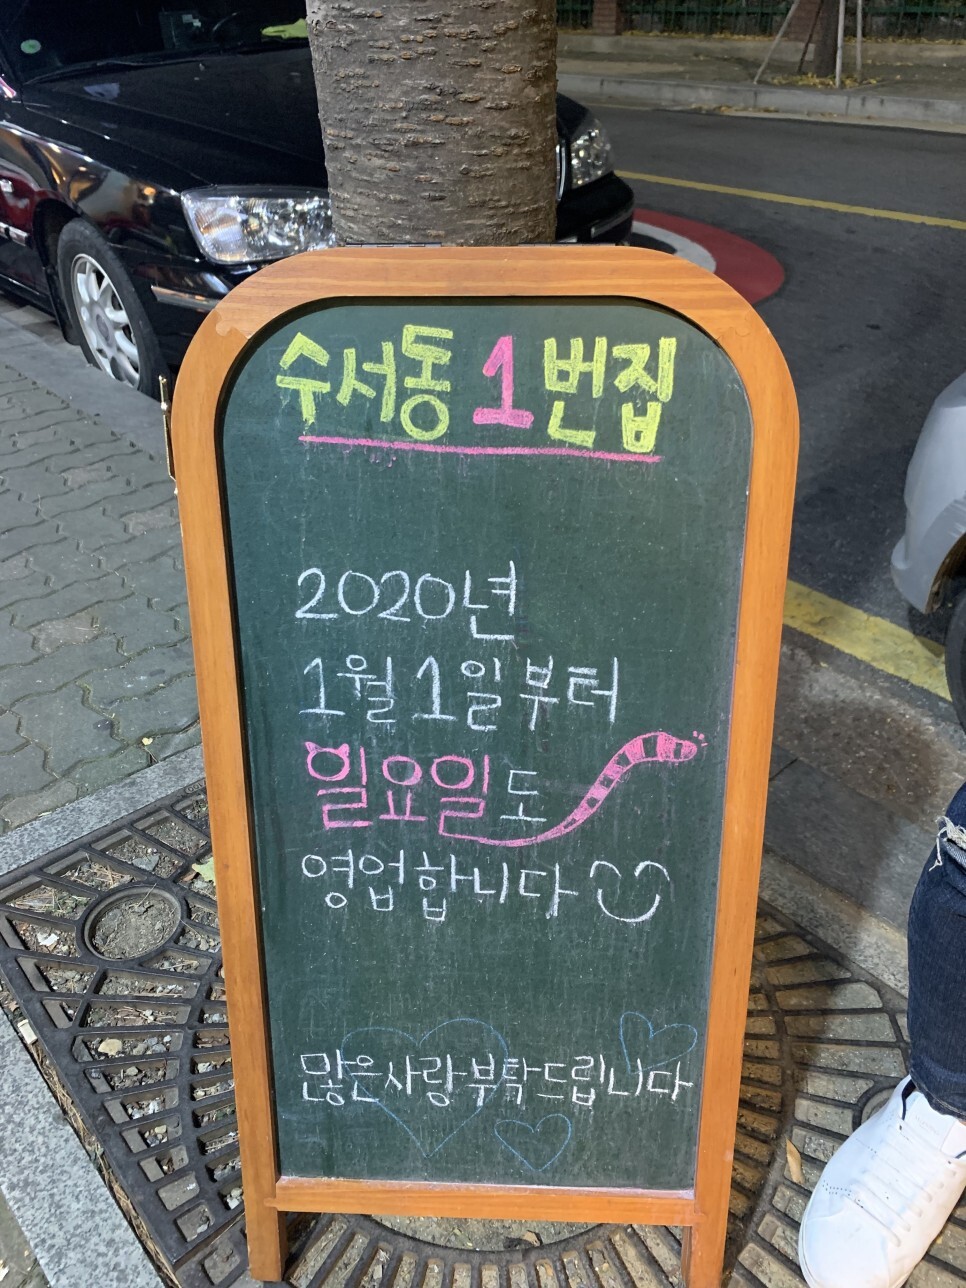 수서동 1번집
2020년
1월 1일부터
일요일도
영업합니다
많은사랑부탁드립니다